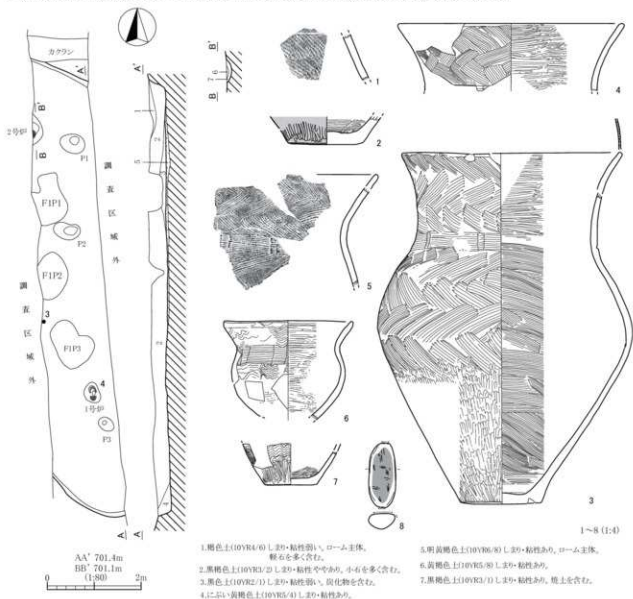 カクラン
A'
B'
2号炉
B
P1
F1P1
P2
調査区域外
F1P2
調査区域外
3
F1P3
4
1号炉
P3
A
A
AA' 701.4m
BB' 701.1m
0 (1:80) 2m
B'
6
7
B
A'
1
2
5
3
4
A
1
2
3
4
5
6
7
8
1~8 (1:4)
1.褐色土(10YR4/6)しまり・粘性弱い、ローム主体。
軽石を多く含む。
2.黒褐色土(10YR3/2)しまり・粘性ややあり、小石を多く含む。
3.黒色土(10YR2/1)しまり・粘性弱い、炭化物を含む。
4.にぶい黄褐色土(10YR5/4)しまり・粘性あり。
5.明黄褐色土(10YR6/8)しまり・粘性あり、ローム主体。
6.黄褐色土(10YR5/8)しまり・粘性あり。
7.黒褐色土(10YR3/1)しまり・粘性あり、焼土を含む。